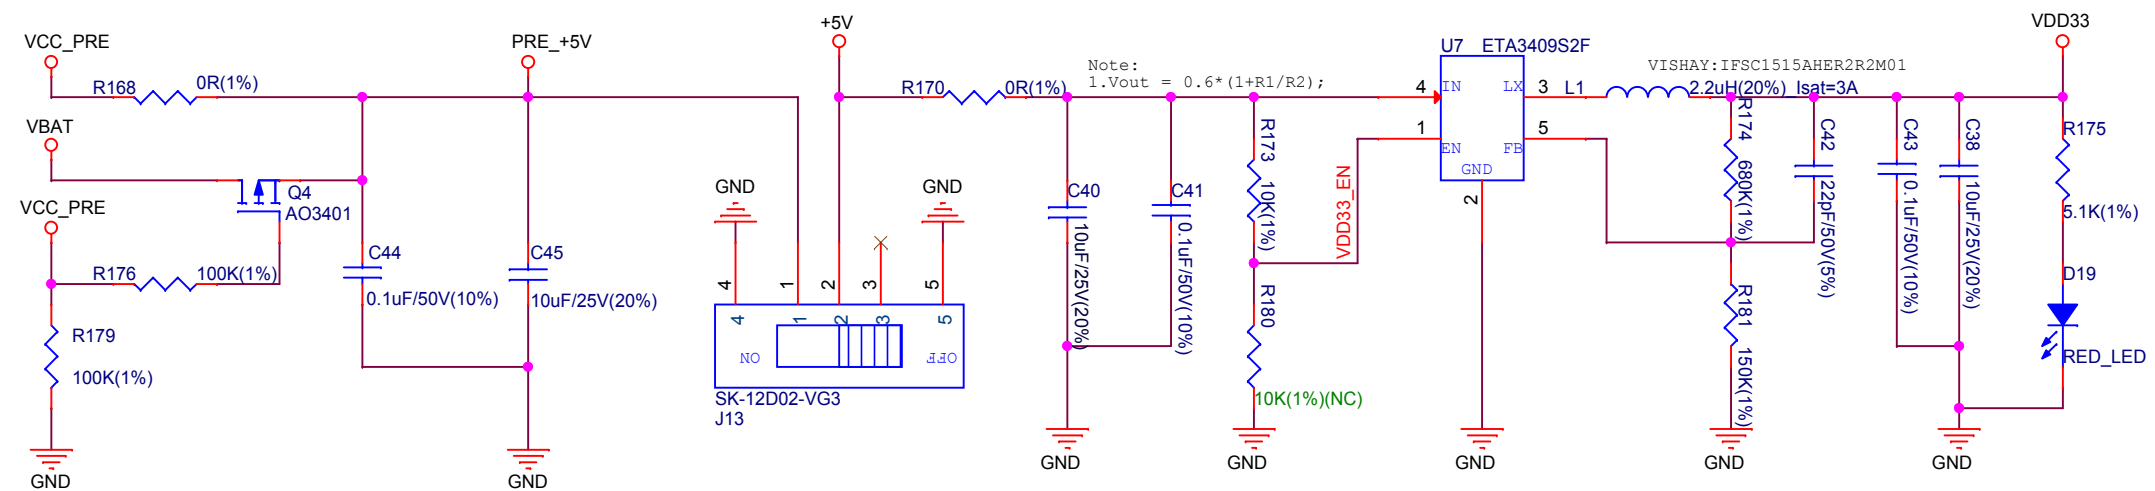 VCC_PRE
R168
0R(1%)
VBAT
Q4
AO3401
VCC_PRE
R176
100K(1%)
R179
100K(1%)
GND
PRE_+5V
C44
0.1uF/50V(10%)
C45
10uF/25V(20%)
GND
+5V
GND
GND
4
1
2
3
5
4
1
2
3
5
ON
OFF
SK-12D02-VG3
J13
R170
0R(1%)
Note:
1.Vout = 0.6*(1+R1/R2);
C40
10uF/25V(20%)
C41
0.1uF/50V(10%)
GND
R173
10K(1%)
R180
10K(1%)(NC)
GND
VDD33_EN
U7 ETA3409S2F
4
IN
LX
3
1
EN
FB
5
GND
2
GND
L1
VISHAY:IFSC1515AHER2R2M01
2.2uH(20%)_Isat=3A
R174
680K(1%)
C42
22pF/50V(5%)
R181
150K(1%)
GND
C43
0.1uF/50V(10%)
C38
10uF/25V(20%)
GND
VDD33
R175
5.1K(1%)
D19
RED_LED